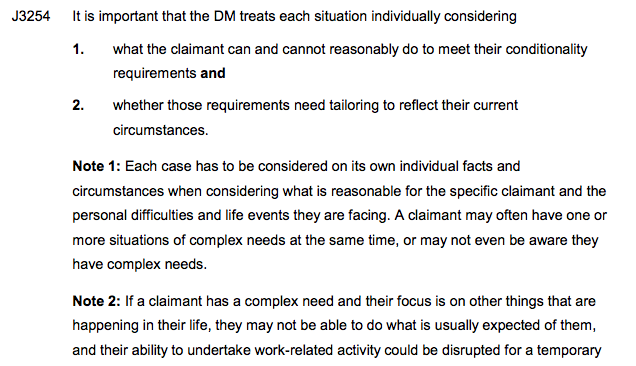 J3254 It is important that the DM treats each situation individually considering
1. what the claimant can and cannot reasonably do to meet their conditionality
requirements and
2. whether those requirements need tailoring to reflect their current
circumstances.
Note 1: Each case has to be considered on its own individual facts and
circumstances when considering what is reasonable for the specific claimant and the
personal difficulties and life events they are facing. A claimant may often have one or
more situations of complex needs at the same time, or may not even be aware they
have complex needs.
Note 2: If a claimant has a complex need and their focus is on other things that are
happening in their life, they may not be able to do what is usually expected of them,
and their ability to undertake work-related activity could be disrupted for a temporary